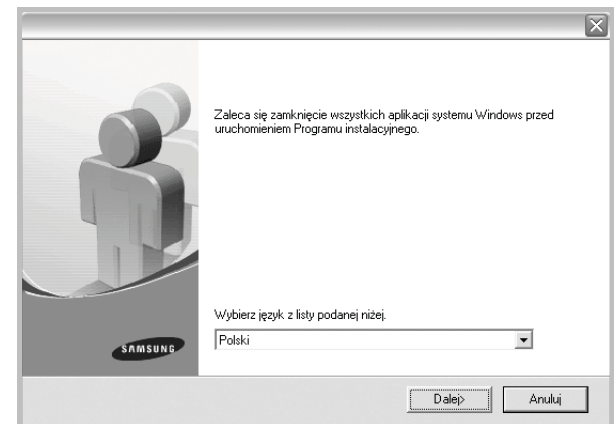 Zaleca się zamknięcie wszystkich aplikacji systemu Windows przed
uruchomieniem Programu instalacyjnego.
Wybierz język z listy podanej niżej.
Polski
SAMSUNG
Dalej>
Anuluj